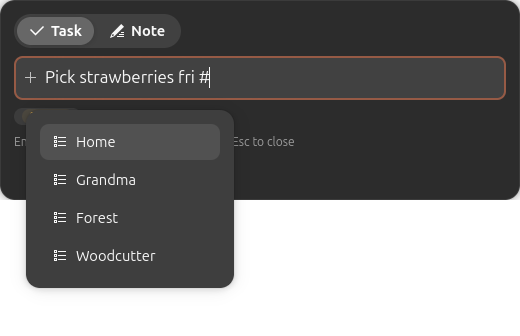 Task Note
Pick strawberries fri #
Esc to close
Home
Grandma
Forest
Woodcutter